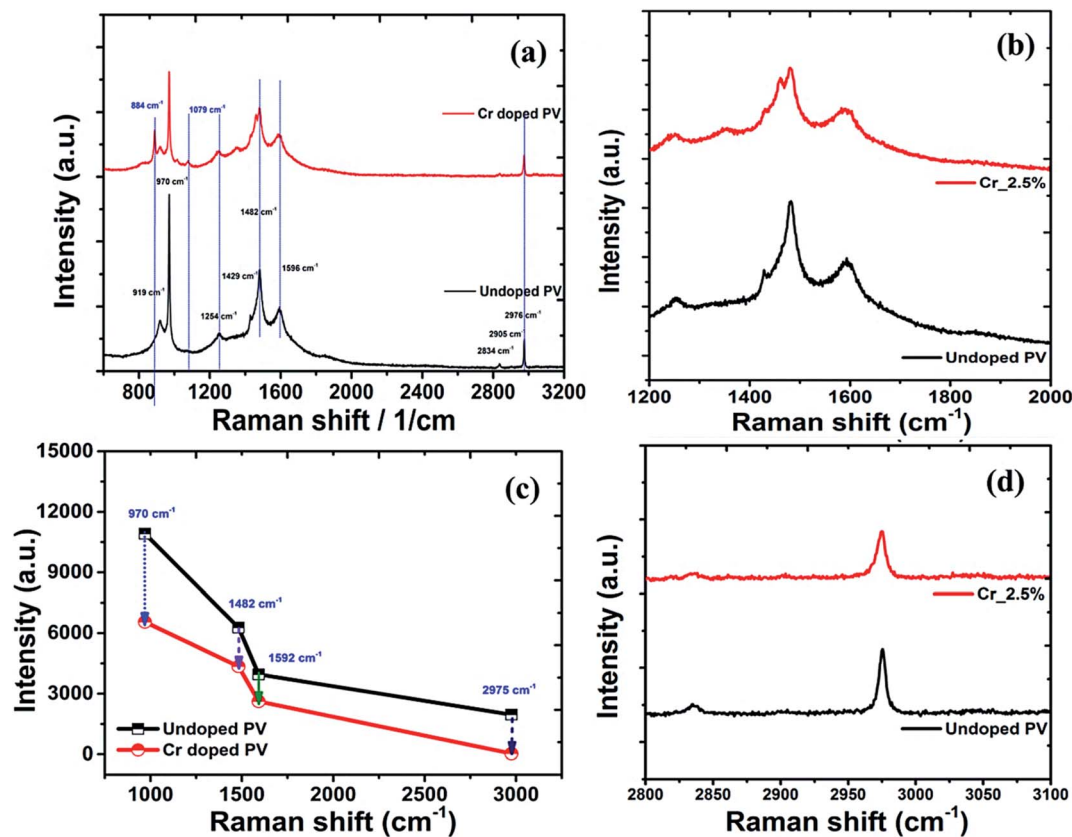 (a)
884 cm⁻¹
1079 cm⁻¹
Cr doped PV
970 cm⁻¹
1482 cm⁻¹
919 cm⁻¹
1254 cm⁻¹
1429 cm⁻¹
1596 cm⁻¹
Undoped PV
2976 cm⁻¹
2905 cm⁻¹
2834 cm⁻¹
Intensity (a.u.)
800 1200 1600 2000 2400 2800 3200
Raman shift / 1/cm
(b)
Cr_2.5%
Undoped PV
Intensity (a.u.)
1200 1400 1600 1800 2000
Raman shift (cm⁻¹)
(c)
15000
12000
9000
6000
3000
0
Intensity (a.u.)
970 cm⁻¹
1482 cm⁻¹
1592 cm⁻¹
2975 cm⁻¹
Undoped PV
Cr doped PV
1000 1500 2000 2500 3000
Raman shift (cm⁻¹)
(d)
Cr_2.5%
Undoped PV
Intensity (a.u.)
2800 2850 2900 2950 3000 3050 3100
Raman shift (cm⁻¹)